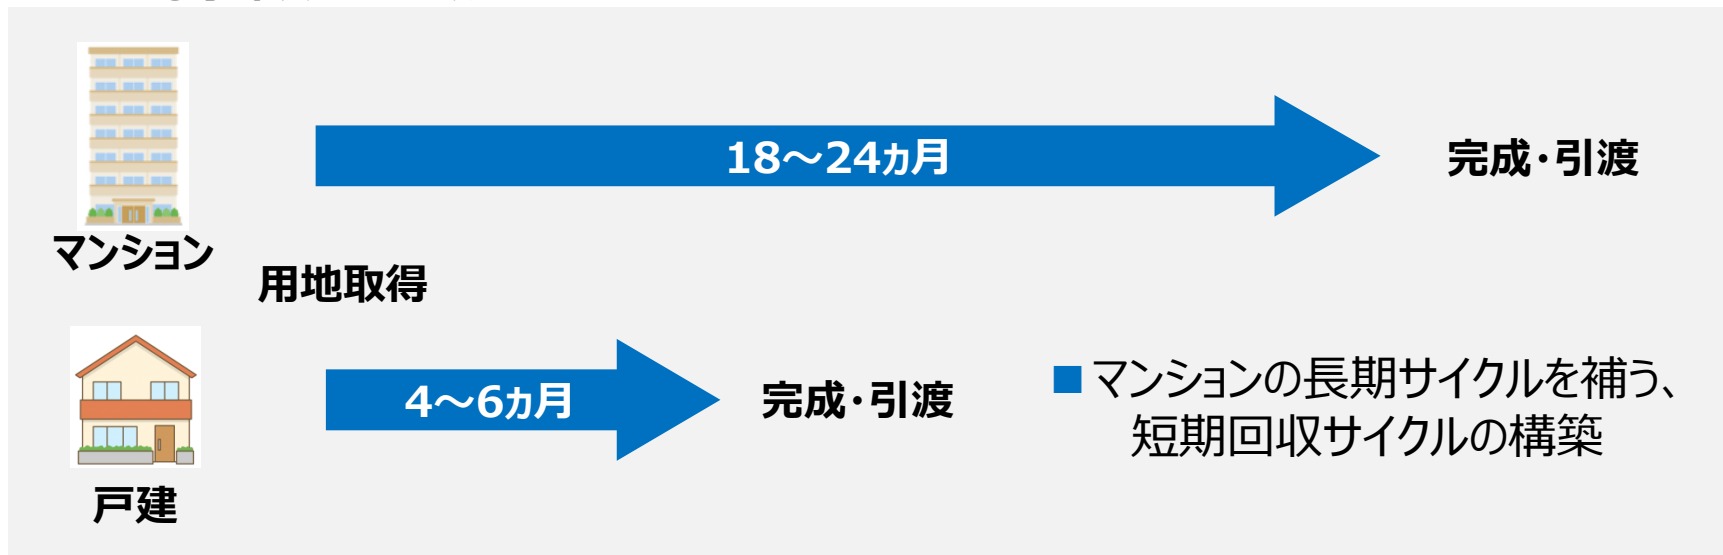 18～24ヵ月
完成・引渡
マンション
用地取得
4～6ヵ月
完成・引渡
■マンションの長期サイクルを補う、
短期回収サイクルの構築
戸建